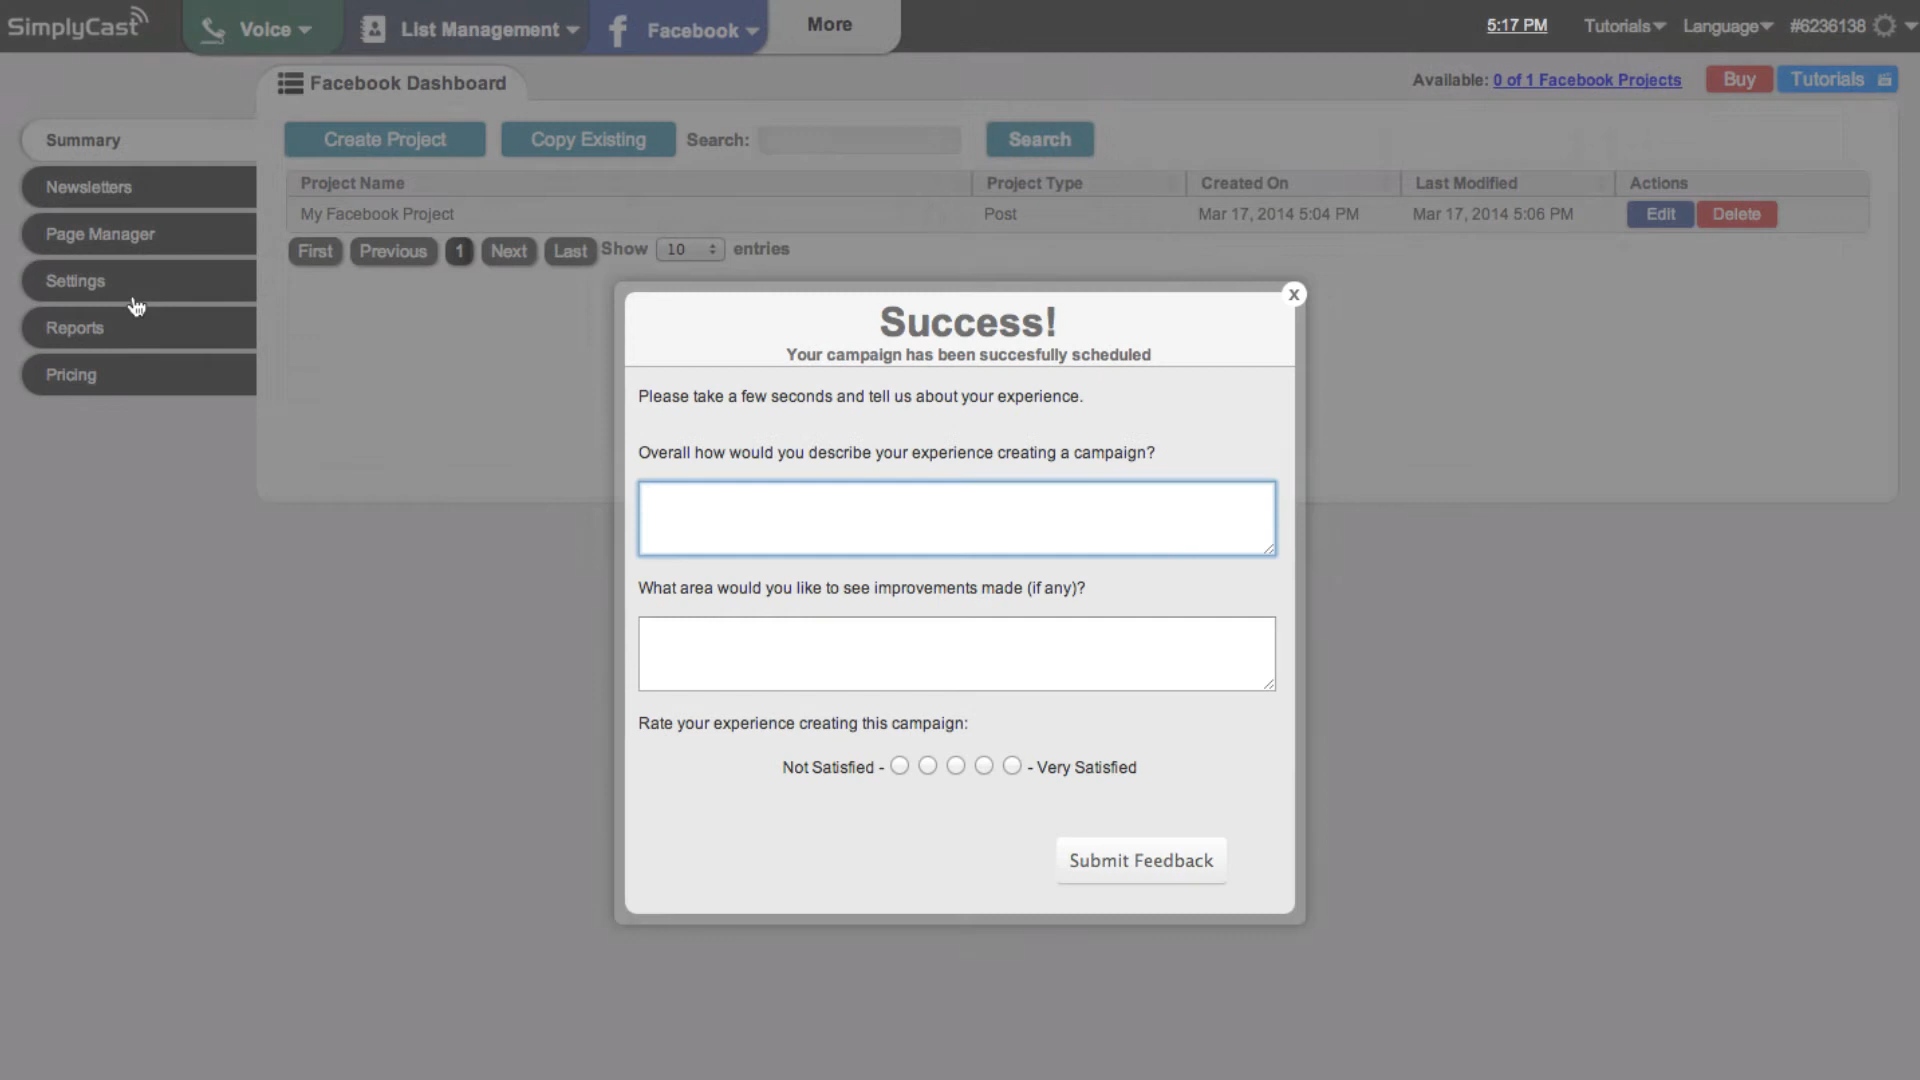 SimplyCast
Voice
List Management
Facebook
More
5:17 PM
Tutorials
Language
#6236138
Facebook Dashboard
Available: 0 of 1 Facebook Projects
Buy
Tutorials
Summary
Newsletters
Page Manager
Settings
Reports
Pricing
Create Project
Copy Existing
Search:
Search
Project Name Project Type Created On Last Modified Actions
My Facebook Project Post Mar 17, 2014 5:04 PM Mar 17, 2014 5:06 PM Edit Delete
First Previous 1 Next Last Show 10 entries
x
Success!
Your campaign has been succesfully scheduled
Please take a few seconds and tell us about your experience.
Overall how would you describe your experience creating a campaign?
What area would you like to see improvements made (if any)?
Rate your experience creating this campaign:
Not Satisfied - - Very Satisfied
Submit Feedback